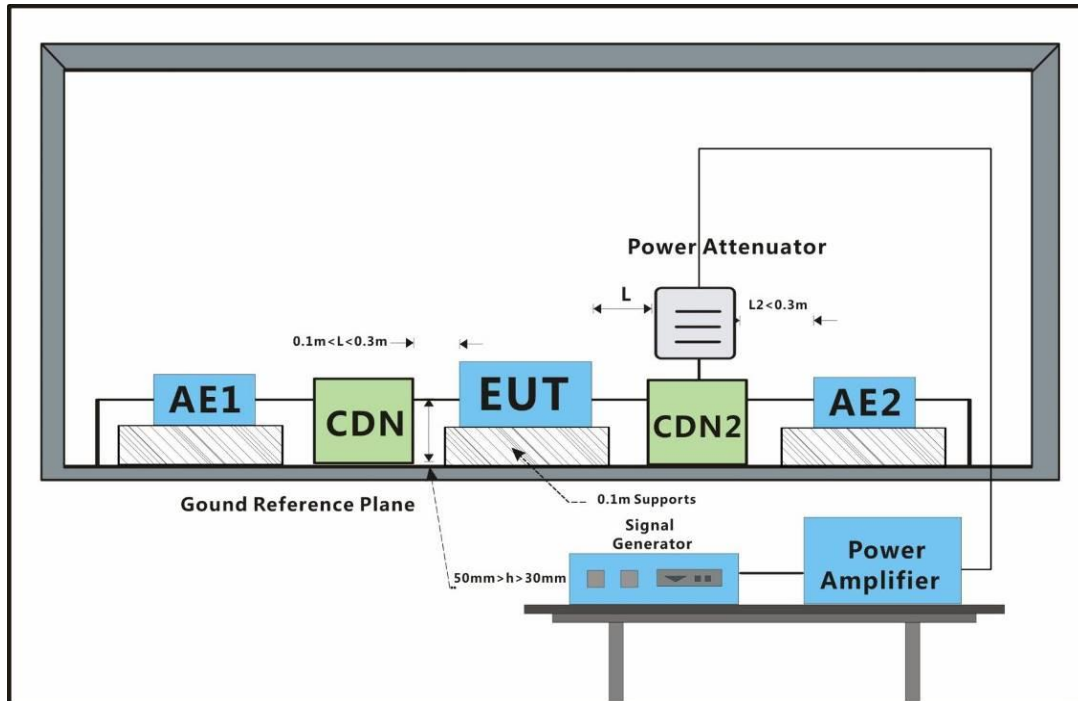 Power Attenuator
L
L2<0.3m
0.1m<L<0.3m
AE1
CDN
EUT
CDN2
AE2
Gound Reference Plane
0.1m Supports
Signal
Generator
50mm>h>30mm
Power
Amplifier